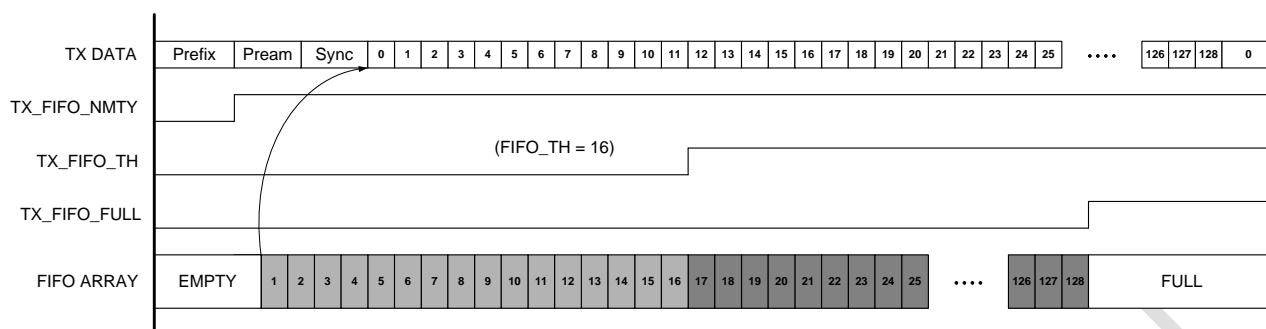 TX DATA Prefix Pream Sync 0 1 2 3 4 5 6 7 8 9 10 11 12 13 14 15 16 17 18 19 20 21 22 23 24 25 .... 126 127 128 0
TX_FIFO_NMTY
TX_FIFO_TH (FIFO_TH = 16)
TX_FIFO_FULL
FIFO ARRAY EMPTY 1 2 3 4 5 6 7 8 9 10 11 12 13 14 15 16 17 18 19 20 21 22 23 24 25 .... 126 127 128 FULL